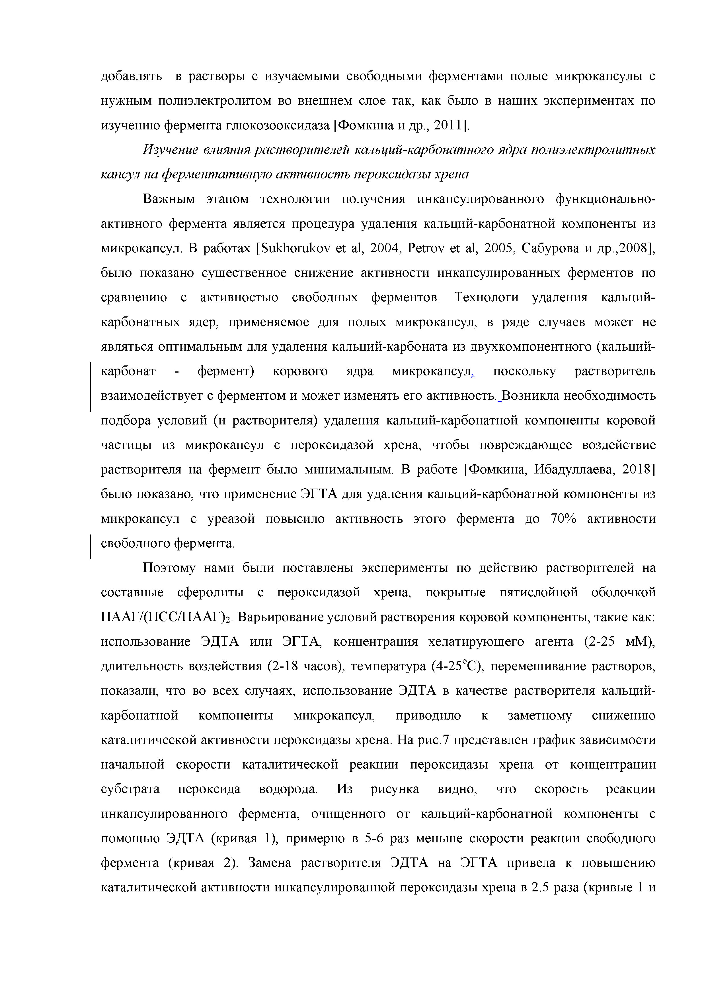 добавлять в растворы с изучаемыми свободными ферментами полые микрокапсулы с
нужным полиэлектролитом во внешнем слое так, как было в наших экспериментах по
изучению фермента глюкозооксидаза [Фомкина и др., 2011].
Изучение влияния растворителей кальций-карбонатного ядра полиэлектролитных
капсул на ферментативную активность пероксидазы хрена
Важным этапом технологии получения инкапсулированного функционально-
активного фермента является процедура удаления кальций-карбонатной компоненты из
микрокапсул. В работах [Sukhorukov et al, 2004, Petrov et al, 2005, Сабурова и др.,2008],
было показано существенное снижение активности инкапсулированных ферментов по
сравнению с активностью свободных ферментов. Технологи удаления кальций-
карбонатных ядер, применяемое для полых микрокапсул, в ряде случаев может не
являться оптимальным для удаления кальций-карбоната из двухкомпонентного (кальций-
карбонат - фермент) корового ядра микрокапсул, поскольку растворитель
взаимодействует с ферментом и может изменять его активность. Возникла необходимость
подбора условий (и растворителя) удаления кальций-карбонатной компоненты коровой
частицы из микрокапсул с пероксидазой хрена, чтобы повреждающее воздействие
растворителя на фермент было минимальным. В работе [Фомкина, Ибадуллаева, 2018]
было показано, что применение ЭГТА для удаления кальций-карбонатной компоненты из
микрокапсул с уреазой повысило активность этого фермента до 70% активности
свободного фермента.
Поэтому нами были поставлены эксперименты по действию растворителей на
составные сферолиты с пероксидазой хрена, покрытые пятислойной оболочкой
ПААГ/(ПСС/ПААГ)₂. Варьирование условий растворения коровой компоненты, такие как:
использование ЭДТА или ЭГТА, концентрация хелатирующего агента (2-25 мМ),
длительность воздействия (2-18 часов), температура (4-25°С), перемешивание растворов,
показали, что во всех случаях, использование ЭДТА в качестве растворителя кальций-
карбонатной компоненты микрокапсул, приводило к заметному снижению
каталитической активности пероксидазы хрена. На рис.7 представлен график зависимости
начальной скорости каталитической реакции пероксидазы хрена от концентрации
субстрата пероксида водорода. Из рисунка видно, что скорость реакции
инкапсулированного фермента, очищенного от кальций-карбонатной компоненты с
помощью ЭДТА (кривая 1), примерно в 5-6 раз меньше скорости реакции свободного
фермента (кривая 2). Замена растворителя ЭДТА на ЭГТА привела к повышению
каталитической активности инкапсулированной пероксидазы хрена в 2.5 раза (кривые 1 и